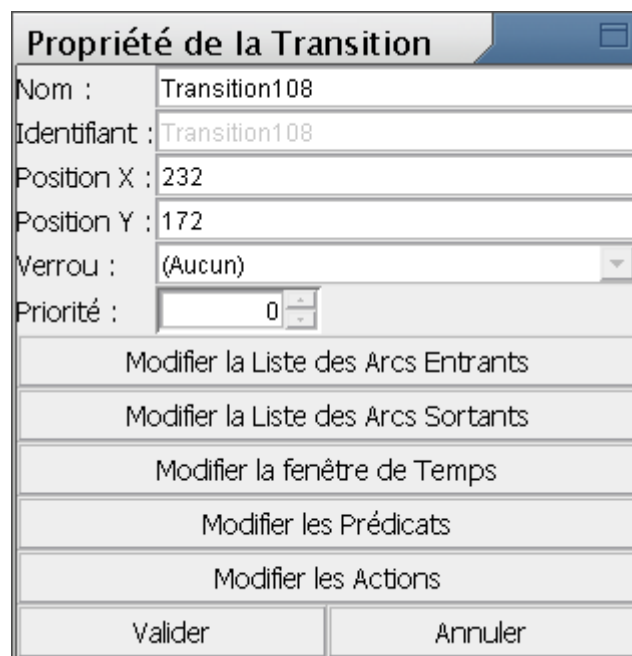 Propriété de la Transition
Nom : Transition108
Identifiant : Transition108
Position X : 232
Position Y : 172
Verrou : (Aucun)
Priorité : 0
Modifier la Liste des Arcs Entrants
Modifier la Liste des Arcs Sortants
Modifier la fenêtre de Temps
Modifier les Prédicats
Modifier les Actions
Valider Annuler